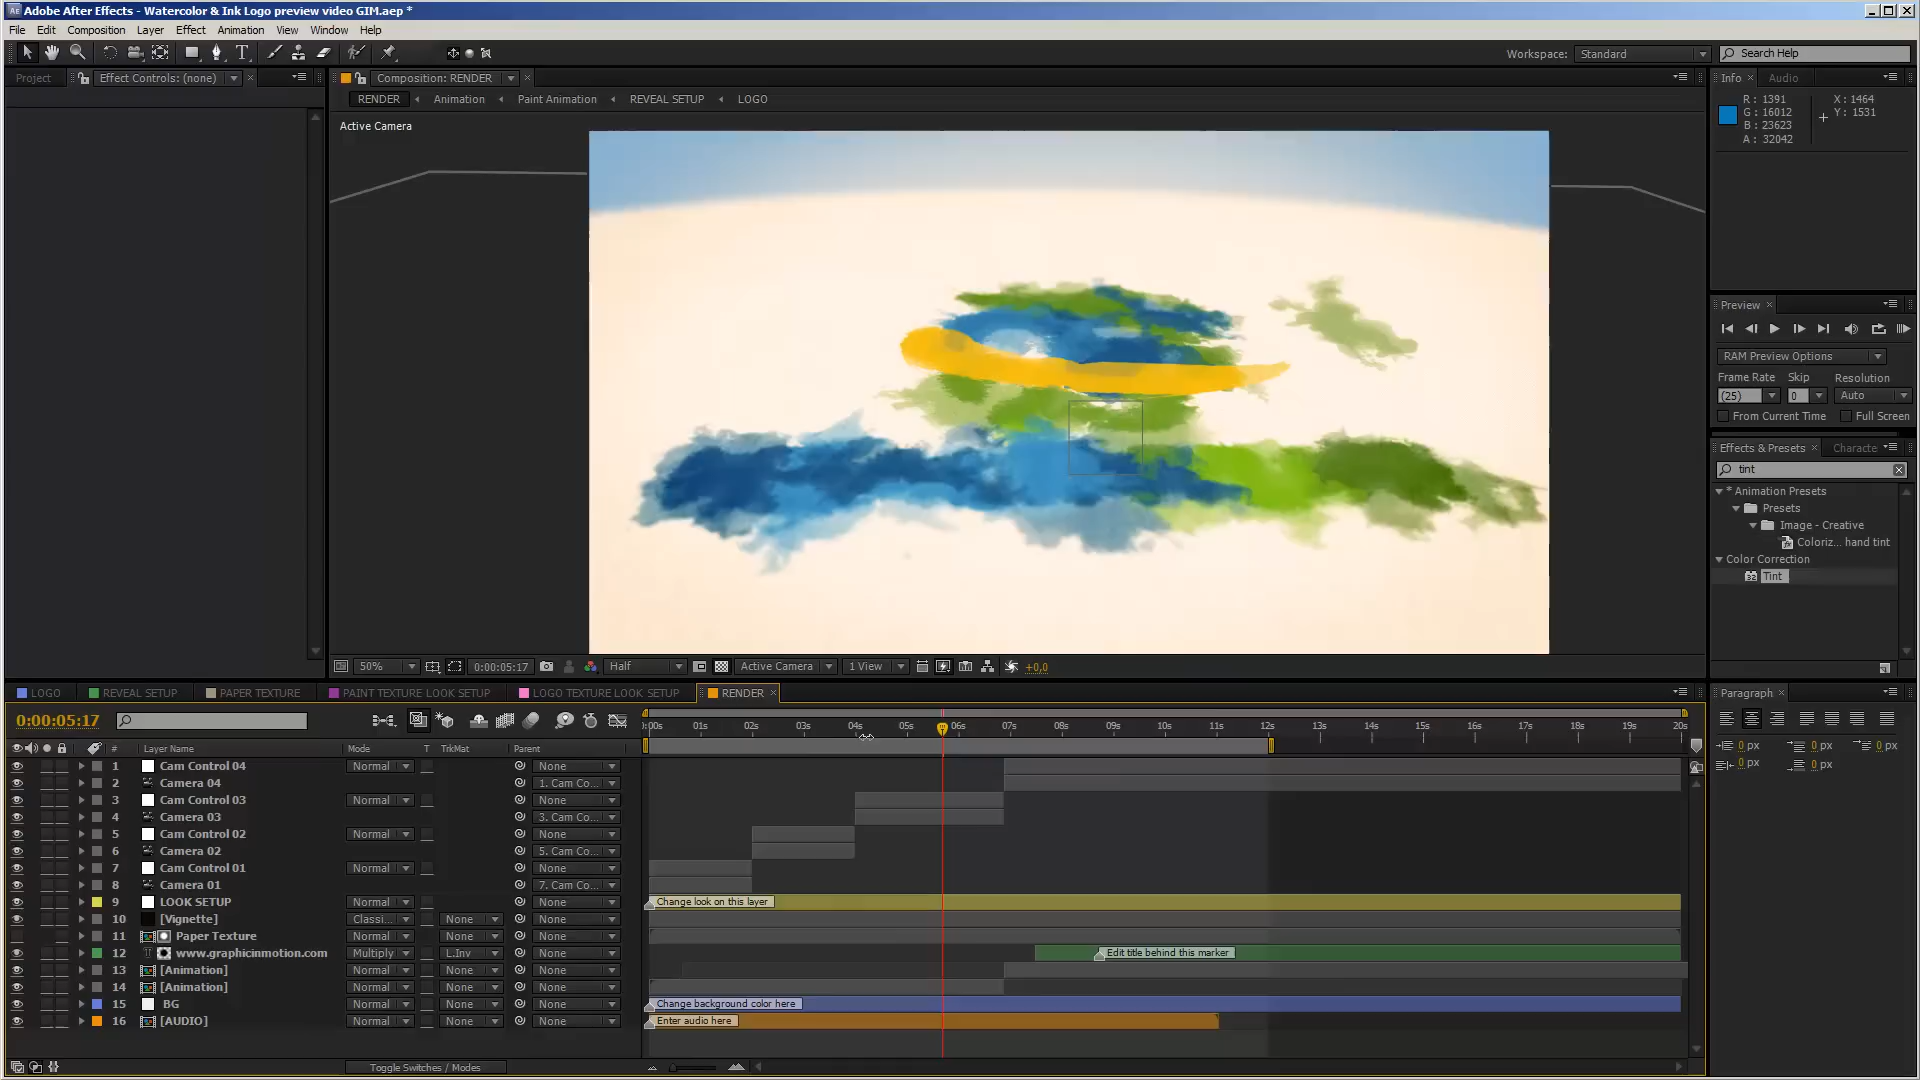 Adobe After Effects - Watercolor & Ink Logo preview video GIM.aep *
File Edit Composition Layer Effect Animation View Window Help
Workspace: Standard
Search Help
Project
Effect Controls: (none)
Composition: RENDER
RENDER Animation Paint Animation REVEAL SETUP LOGO
Active Camera
50%
0:00:05:17
Half
Active Camera
1 View
+0,0
Info Audio
R : 1391
G : 16012
B : 23623
A : 32042
X : 1464
Y : 1531
Preview
RAM Preview Options
Frame Rate Skip Resolution
(25) 0 Auto
From Current Time Full Screen
Effects & Presets Characte
tint
* Animation Presets
Presets
Image - Creative
Coloriz... hand tint
Color Correction
Tint
Paragraph
0 px 0 px 0 px
0 px 0 px
LOGO REVEAL SETUP PAPER TEXTURE PAINT TEXTURE LOOK SETUP LOGO TEXTURE LOOK SETUP RENDER
0:00:05:17
:00s 01s 02s 03s 04s 05s 06s 07s 08s 09s 10s 11s 12s 13s 14s 15s 16s 17s 18s 19s 20s
# Layer Name Mode T TrkMat Parent
1 Cam Control 04 Normal None
2 Camera 04 1. Cam Co...
3 Cam Control 03 Normal None
4 Camera 03 3. Cam Co...
5 Cam Control 02 Normal None
6 Camera 02 5. Cam Co...
7 Cam Control 01 Normal None
8 Camera 01 7. Cam Co...
9 LOOK SETUP Normal None Change look on this layer
10 [Vignette] Classi... None None
11 Paper Texture Normal None None
12 T www.graphicinmotion.com Multiply L.Inv None Edit title behind this marker
13 [Animation] Normal None None
14 [Animation] Normal None None
15 BG Normal None None Change background color here
16 [AUDIO] Normal None None Enter audio here
Toggle Switches / Modes